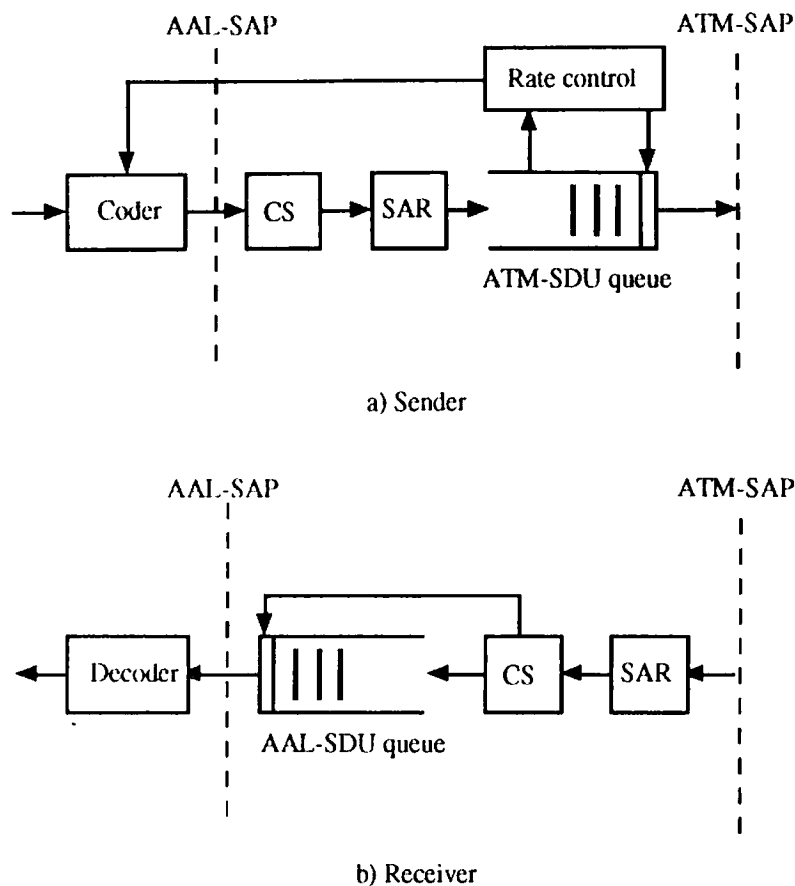 AAL-SAP
ATM-SAP
Rate control
Coder
CS
SAR
ATM-SDU queue
a) Sender
AAL-SAP
ATM-SAP
Decoder
CS
SAR
AAL-SDU queue
b) Receiver